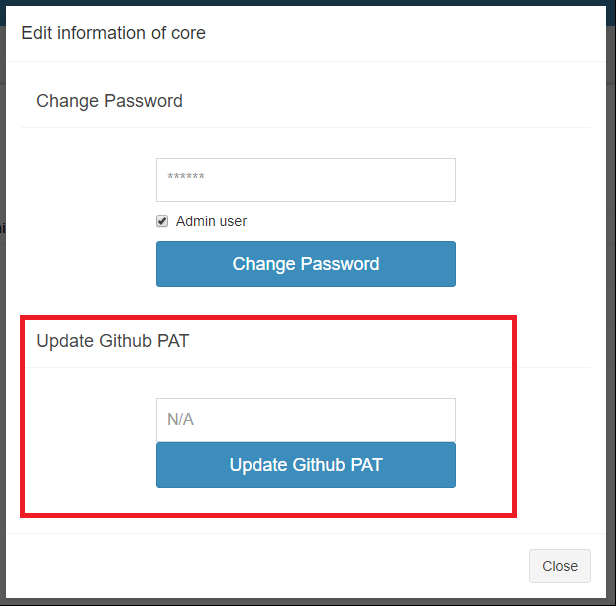 Edit information of core
Change Password
******
Admin user
Change Password
Update Github PAT
N/A
Update Github PAT
Close